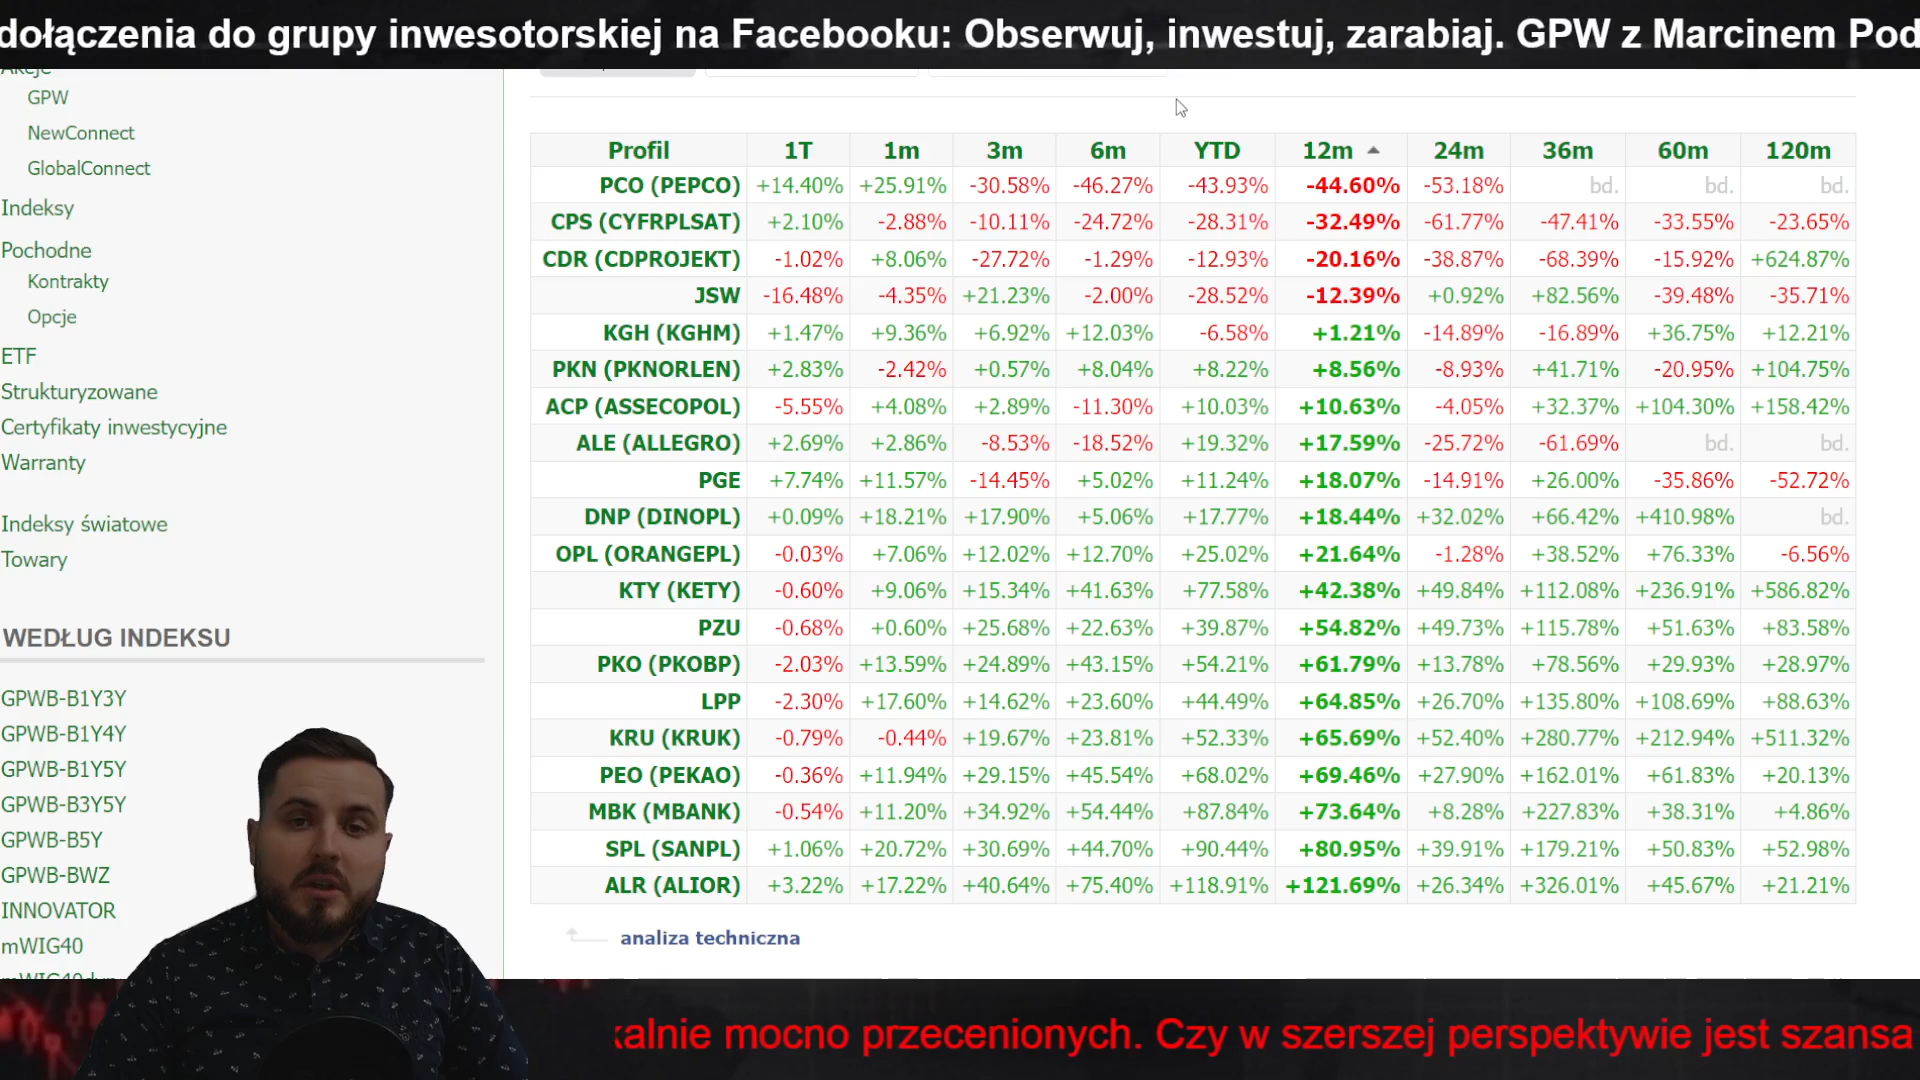 dołączenia do grupy inwesotorskiej na Facebooku: Obserwuj, inwestuj, zarabiaj. GPW z Marcinem Pod
Akcje
GPW
NewConnect
GlobalConnect
Indeksy
Pochodne
Kontrakty
Opcje
ETF
Strukturyzowane
Certyfikaty inwestycyjne
Warranty
Indeksy światowe
Towary
WEDŁUG INDEKSU
GPWB-B1Y3Y
GPWB-B1Y4Y
GPWB-B1Y5Y
GPWB-B3Y5Y
GPWB-B5Y
GPWB-BWZ
INNOVATOR
mWIG40
Profil 1T 1m 3m 6m YTD 12m 24m 36m 60m 120m
PCO (PEPCO) +14.40% +25.91% -30.58% -46.27% -43.93% -44.60% -53.18% bd. bd. bd.
CPS (CYFRPLSAT) +2.10% -2.88% -10.11% -24.72% -28.31% -32.49% -61.77% -47.41% -33.55% -23.65%
CDR (CDPROJEKT) -1.02% +8.06% -27.72% -1.29% -12.93% -20.16% -38.87% -68.39% -15.92% +624.87%
JSW -16.48% -4.35% +21.23% -2.00% -28.52% -12.39% +0.92% +82.56% -39.48% -35.71%
KGH (KGHM) +1.47% +9.36% +6.92% +12.03% -6.58% +1.21% -14.89% -16.89% +36.75% +12.21%
PKN (PKNORLEN) +2.83% -2.42% +0.57% +8.04% +8.22% +8.56% -8.93% +41.71% -20.95% +104.75%
ACP (ASSECOPOL) -5.55% +4.08% +2.89% -11.30% +10.03% +10.63% -4.05% +32.37% +104.30% +158.42%
ALE (ALLEGRO) +2.69% +2.86% -8.53% -18.52% +19.32% +17.59% -25.72% -61.69% bd. bd.
PGE +7.74% +11.57% -14.45% +5.02% +11.24% +18.07% -14.91% +26.00% -35.86% -52.72%
DNP (DINOPL) +0.09% +18.21% +17.90% +5.06% +17.77% +18.44% +32.02% +66.42% +410.98% bd.
OPL (ORANGEPL) -0.03% +7.06% +12.02% +12.70% +25.02% +21.64% -1.28% +38.52% +76.33% -6.56%
KTY (KETY) -0.60% +9.06% +15.34% +41.63% +77.58% +42.38% +49.84% +112.08% +236.91% +586.82%
PZU -0.68% +0.60% +25.68% +22.63% +39.87% +54.82% +49.73% +115.78% +51.63% +83.58%
PKO (PKOBP) -2.03% +13.59% +24.89% +43.15% +54.21% +61.79% +13.78% +78.56% +29.93% +28.97%
LPP -2.30% +17.60% +14.62% +23.60% +44.49% +64.85% +26.70% +135.80% +108.69% +88.63%
KRU (KRUK) -0.79% -0.44% +19.67% +23.81% +52.33% +65.69% +52.40% +280.77% +212.94% +511.32%
PEO (PEKAO) -0.36% +11.94% +29.15% +45.54% +68.02% +69.46% +27.90% +162.01% +61.83% +20.13%
MBK (MBANK) -0.54% +11.20% +34.92% +54.44% +87.84% +73.64% +8.28% +227.83% +38.31% +4.86%
SPL (SANPL) +1.06% +20.72% +30.69% +44.70% +90.44% +80.95% +39.91% +179.21% +50.83% +52.98%
ALR (ALIOR) +3.22% +17.22% +40.64% +75.40% +118.91% +121.69% +26.34% +326.01% +45.67% +21.21%
analiza techniczna
kalnie mocno przecenionych. Czy w szerszej perspektywie jest szansa